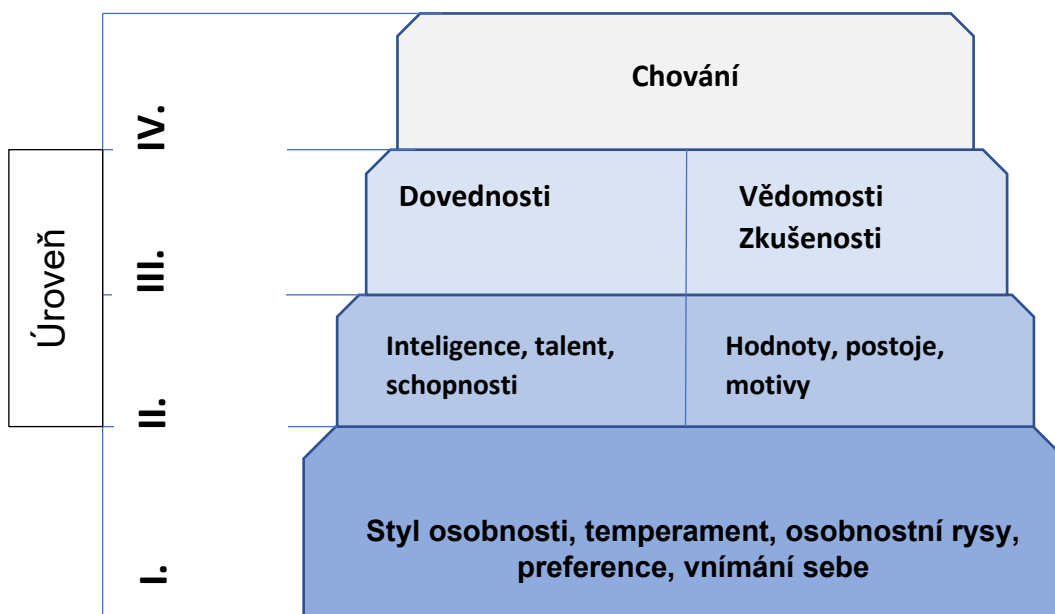 Úroveň
IV.
Chování
III.
Dovednosti
Vědomosti
Zkušenosti
II.
Inteligence, talent,
schopnosti
Hodnoty, postoje,
motivy
I.
Styl osobnosti, temperament, osobnostní rysy,
preference, vnímání sebe